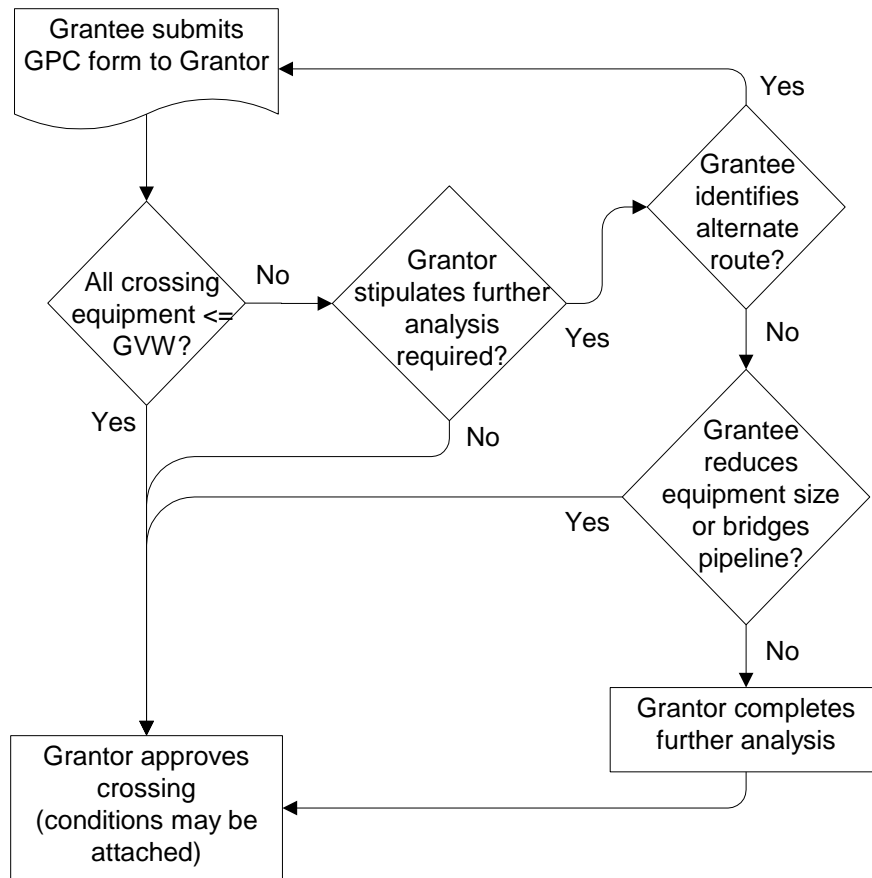 Grantee submits
GPC form to Grantor
Yes
Grantee
identifies
alternate
route?
All crossing
equipment <=
GVW?
No
Grantor
stipulates further
analysis
required?
Yes
No
Yes
No
Grantee
reduces
equipment size
or bridges
pipeline?
Yes
No
Grantor completes
further analysis
Grantor approves
crossing
(conditions may be
attached)